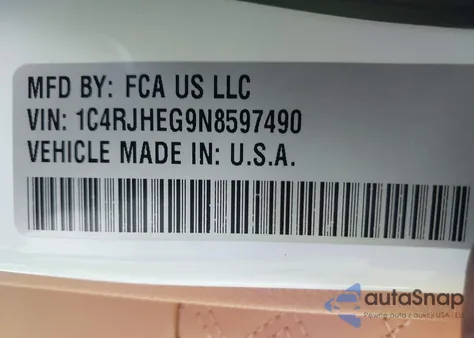 MFD BY: FCA US LLC
VIN: 1C4RJHEG9N8597490
VEHICLE MADE IN: U.S.A.
autoSnap